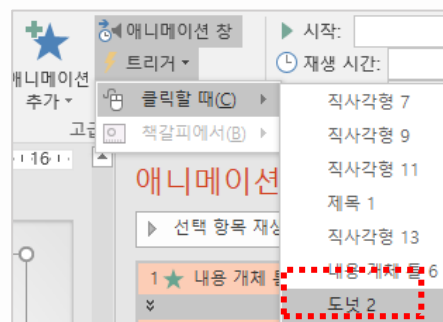 애니메이션 창
시작:
애니메이션
추가
트리거
재생 시간:
클릭할 때(C)
책갈피에서(B)
고급
16
애니메이션
선택 항목 재생
1 내용 개체 틀
직사각형 7
직사각형 9
직사각형 11
제목 1
직사각형 13
내용 개체 틀 6
도넛 2